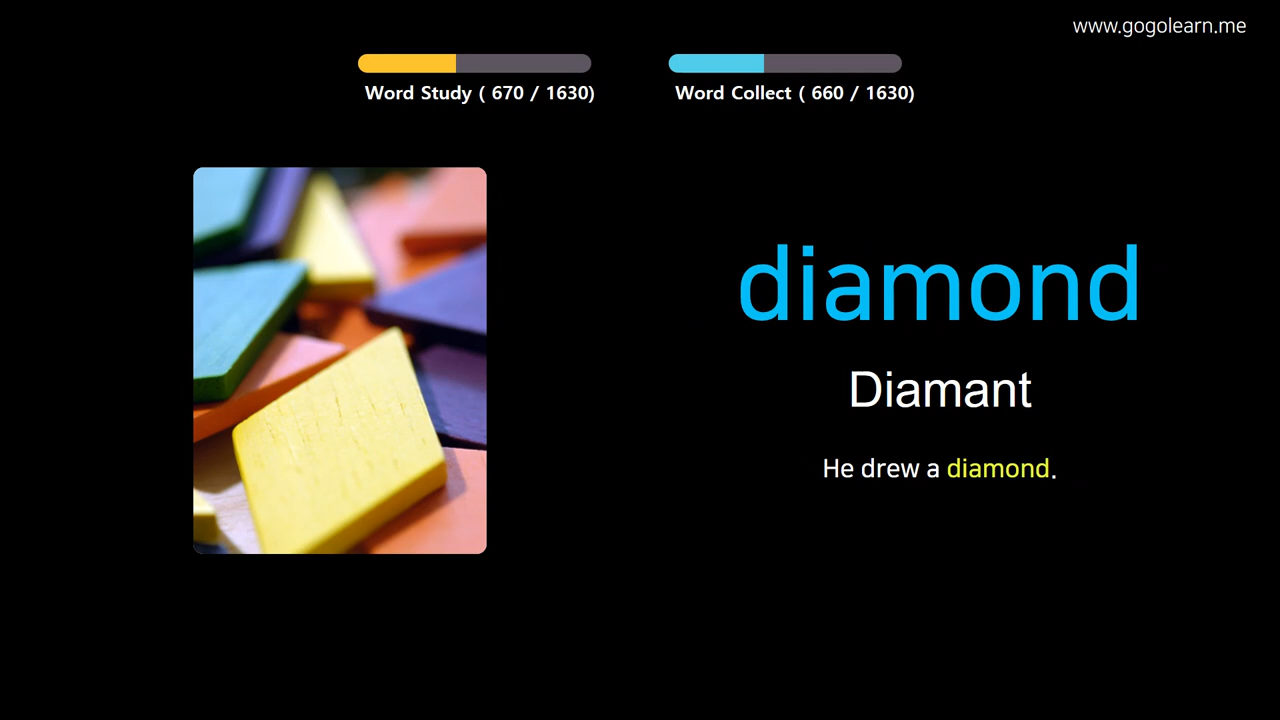 www.gogolearn.me
Word Study ( 670 / 1630)
Word Collect ( 660 / 1630)
diamond
Diamant
He drew a diamond.